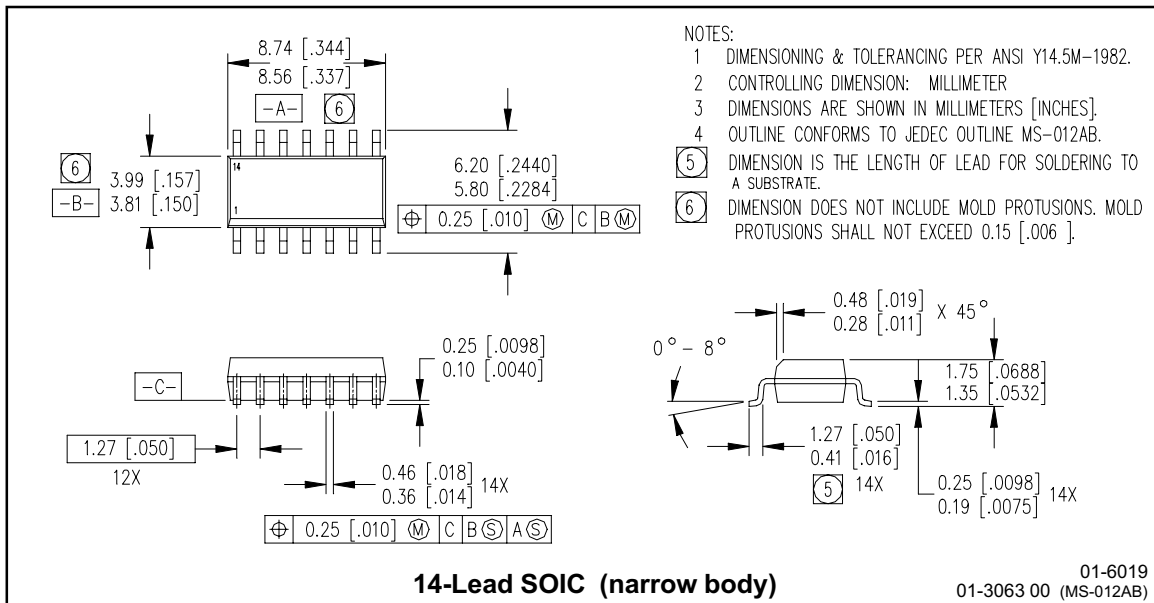 8.74 [.344]
8.56 [.337]
-A- 6
6
3.99 [.157]
3.81 [.150]
-B-
14
1
6.20 [.2440]
5.80 [.2284]
⌖ 0.25 [.010] Ⓜ C B Ⓜ
NOTES:
1 DIMENSIONING & TOLERANCING PER ANSI Y14.5M-1982.
2 CONTROLLING DIMENSION: MILLIMETER
3 DIMENSIONS ARE SHOWN IN MILLIMETERS [INCHES].
4 OUTLINE CONFORMS TO JEDEC OUTLINE MS-012AB.
5 DIMENSION IS THE LENGTH OF LEAD FOR SOLDERING TO
A SUBSTRATE.
6 DIMENSION DOES NOT INCLUDE MOLD PROTUSIONS. MOLD
PROTUSIONS SHALL NOT EXCEED 0.15 [.006 ].
-C-
0.25 [.0098]
0.10 [.0040]
1.27 [.050]
12X
0.46 [.018]
0.36 [.014] 14X
⌖ 0.25 [.010] Ⓜ C B Ⓢ A Ⓢ
0.48 [.019]
0.28 [.011] X 45°
0°- 8°
1.75 [.0688]
1.35 [.0532]
1.27 [.050]
0.41 [.016]
5 14X
0.25 [.0098]
0.19 [.0075] 14X
14-Lead SOIC (narrow body)
01-6019
01-3063 00 (MS-012AB)